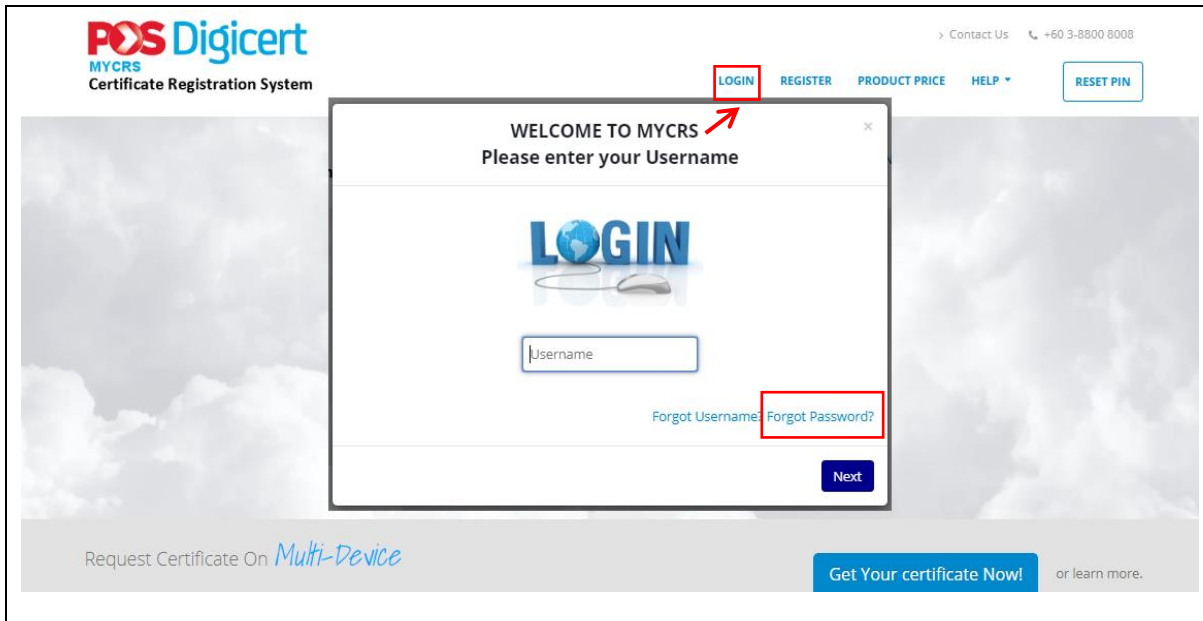 POS Digicert
MYCRS
Certificate Registration System
> Contact Us +60 3-8800 8008
LOGIN REGISTER PRODUCT PRICE HELP RESET PIN
WELCOME TO MYCRS ×
Please enter your Username
LOGIN
Username
Forgot Username? Forgot Password?
Next
Request Certificate On Multi-Device
Get Your certificate Now! or learn more.